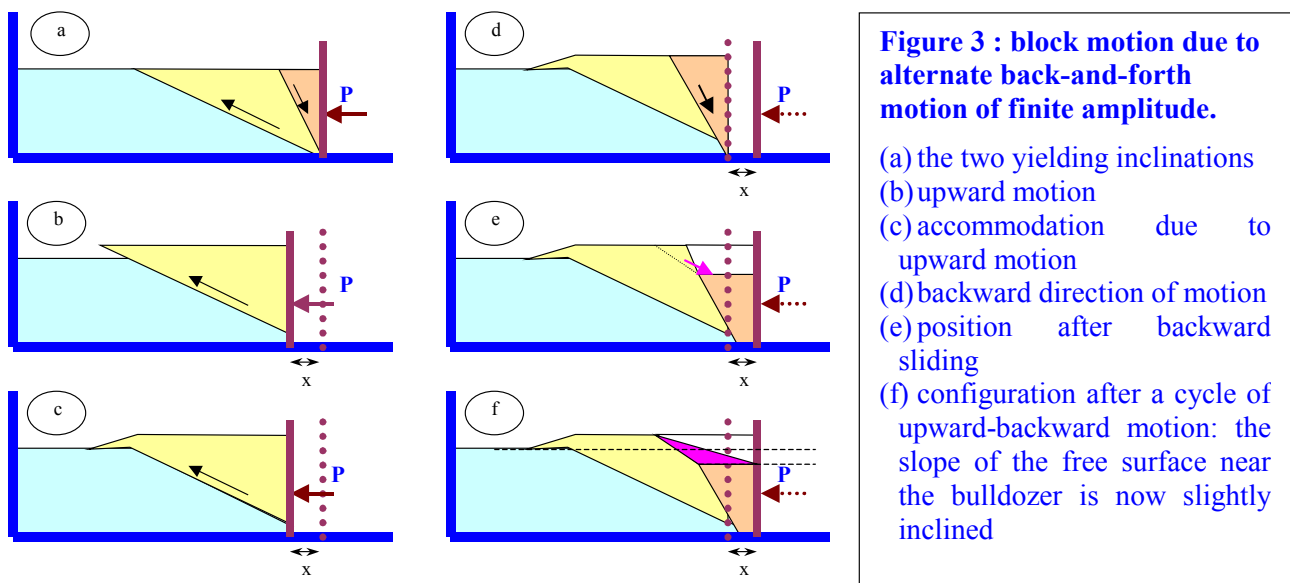 a
P
b
P
x
c
P
x
d
P
x
e
P
x
f
P
x
Figure 3 : block motion due to
alternate back-and-forth
motion of finite amplitude.
(a) the two yielding inclinations
(b) upward motion
(c) accommodation due to
upward motion
(d) backward direction of motion
(e) position after backward
sliding
(f) configuration after a cycle of
upward-backward motion: the
slope of the free surface near
the bulldozer is now slightly
inclined